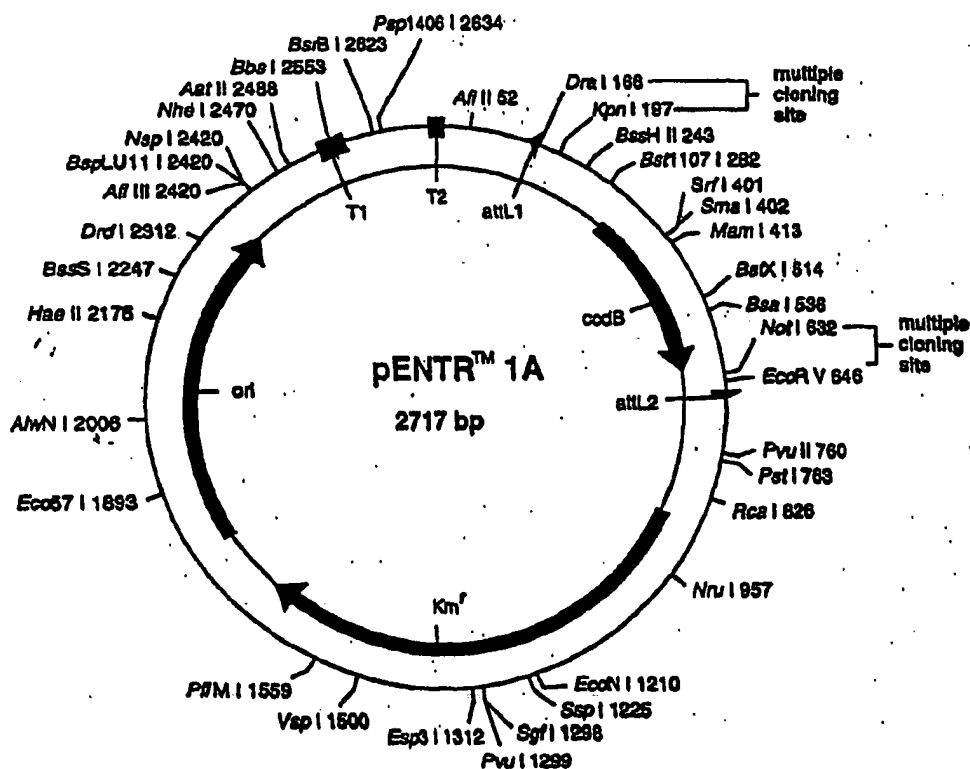 Psp1406 I 2634
BsrB I 2623
Bbs I 2553
Aat II 2488
Nhe I 2470
Nsp I 2420
BspLU11 I 2420
Afl III 2420
Drd I 2312
BssS I 2247
Hae II 2175
AlwN I 2006
Eco57 I 1893
PflM I 1559
Vsp I 1500
Esp3 I 1312
Pvu I 1299
Sgf I 1298
Ssp I 1225
EcoN I 1210
Nru I 957
Rca I 826
Pst I 763
Pvu II 760
EcoR V 646
Not I 632
multiple
cloning
site
Bsa I 536
BstX I 514
Mam I 413
Sma I 402
Srf I 401
Bst1107 I 282
BssH II 243
Kpn I 197
Dra I 166
multiple
cloning
site
Afl II 52
T1
T2
attL1
ccdB
attL2
Kmr
ori
pENTR™ 1A
2717 bp